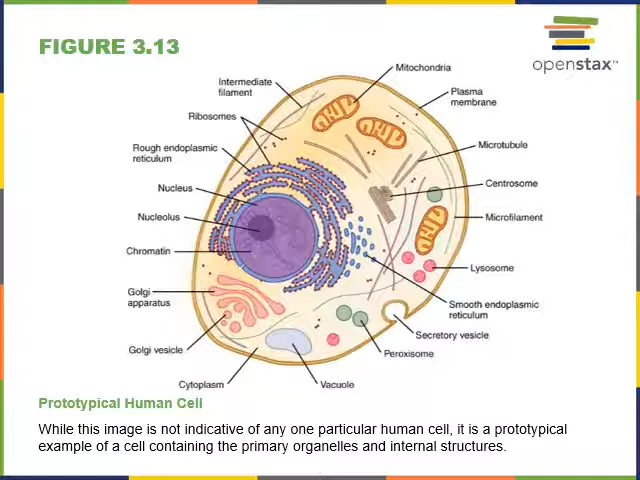 FIGURE 3.13
openstax™
Mitochondria
Intermediate
filament
Plasma
membrane
Ribosomes
Microtubule
Rough endoplasmic
reticulum
Centrosome
Nucleus
Nucleolus
Microfilament
Chromatin
Lysosome
Golgi
apparatus
Smooth endoplasmic
reticulum
Secretory vesicle
Golgi vesicle
Peroxisome
Cytoplasm
Vacuole
Prototypical Human Cell
While this image is not indicative of any one particular human cell, it is a prototypical
example of a cell containing the primary organelles and internal structures.